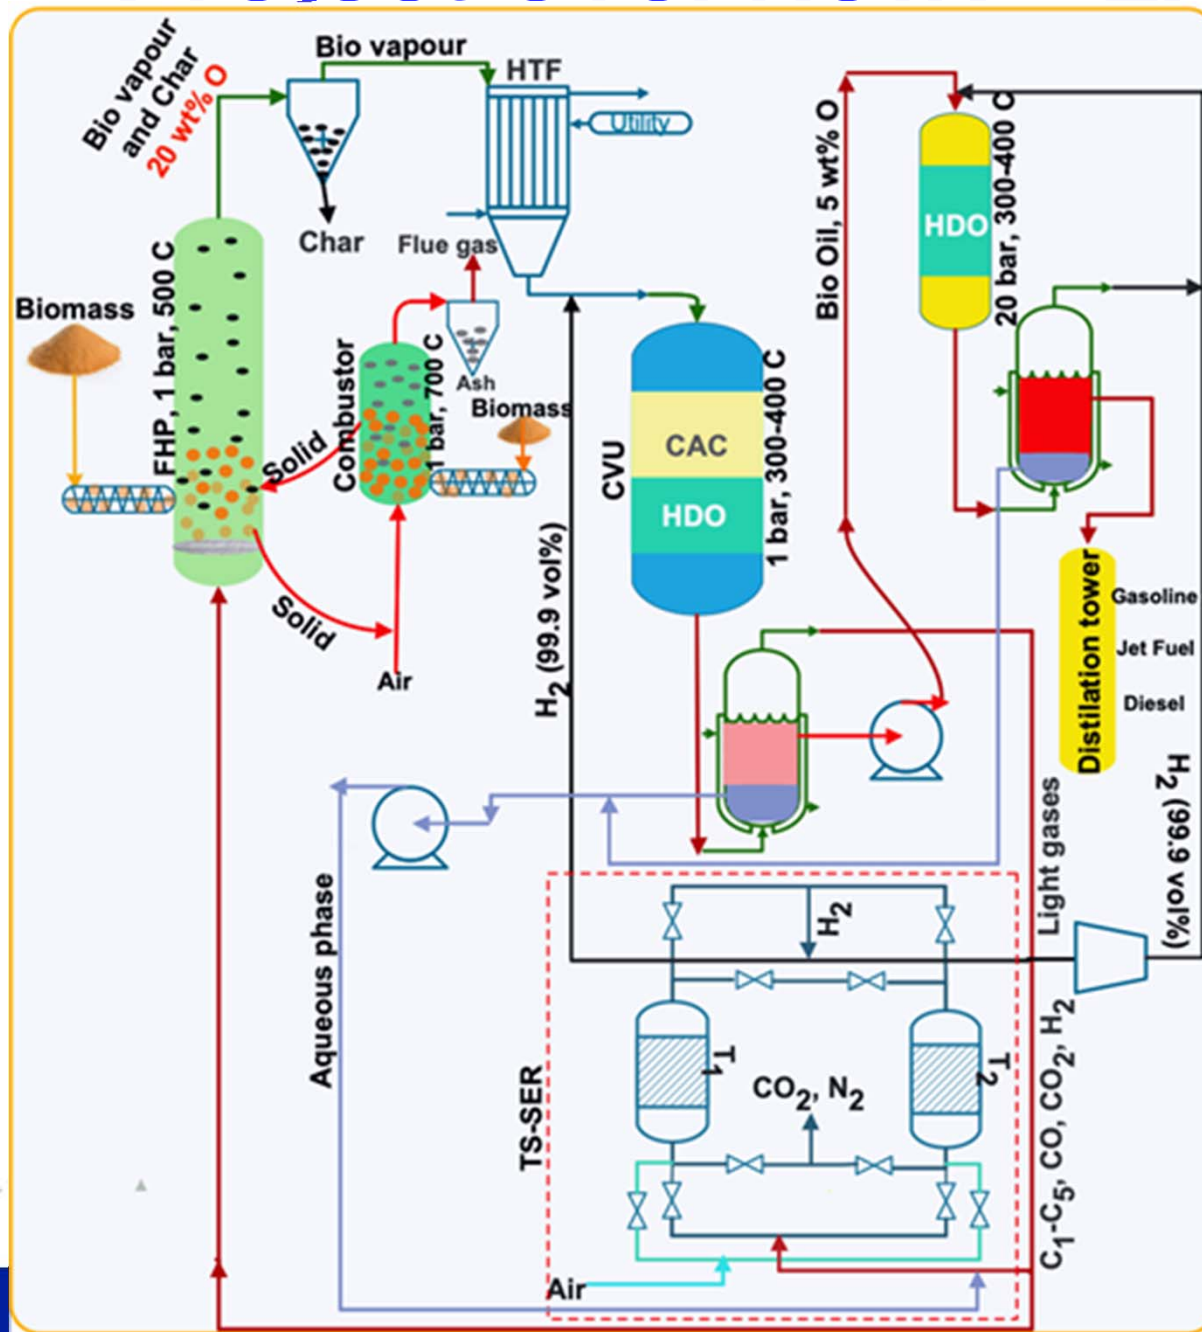 Bio vapour
and Char
20 wt% O
Bio vapour
HTF
Utility
Char
Flue gas
Biomass
FHP, 1 bar, 500 C
Combustor
1 bar, 700 C
Ash
Biomass
Solid
Solid
Air
CVU
CAC
HDO
1 bar, 300-400 C
H2 (99.9 vol%)
Bio Oil, 5 wt% O
HDO
20 bar, 300-400 C
Distilation tower
Gasoline
Jet Fuel
Diesel
H2 (99.9 vol%)
Light gases
C1-C5, CO, CO2, H2
Aqueous phase
TS-SER
H2
T1
T2
CO2, N2
Air